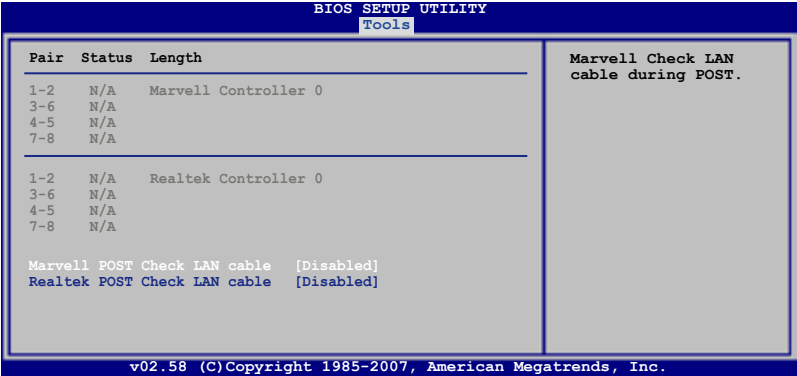 BIOS SETUP UTILITY
Tools
Pair Status Length
1-2 N/A Marvell Controller 0
3-6 N/A
4-5 N/A
7-8 N/A
1-2 N/A Realtek Controller 0
3-6 N/A
4-5 N/A
7-8 N/A
Marvell POST Check LAN cable [Disabled]
Realtek POST Check LAN cable [Disabled]
Marvell Check LAN
cable during POST.
v02.58 (C)Copyright 1985-2007, American Megatrends, Inc.